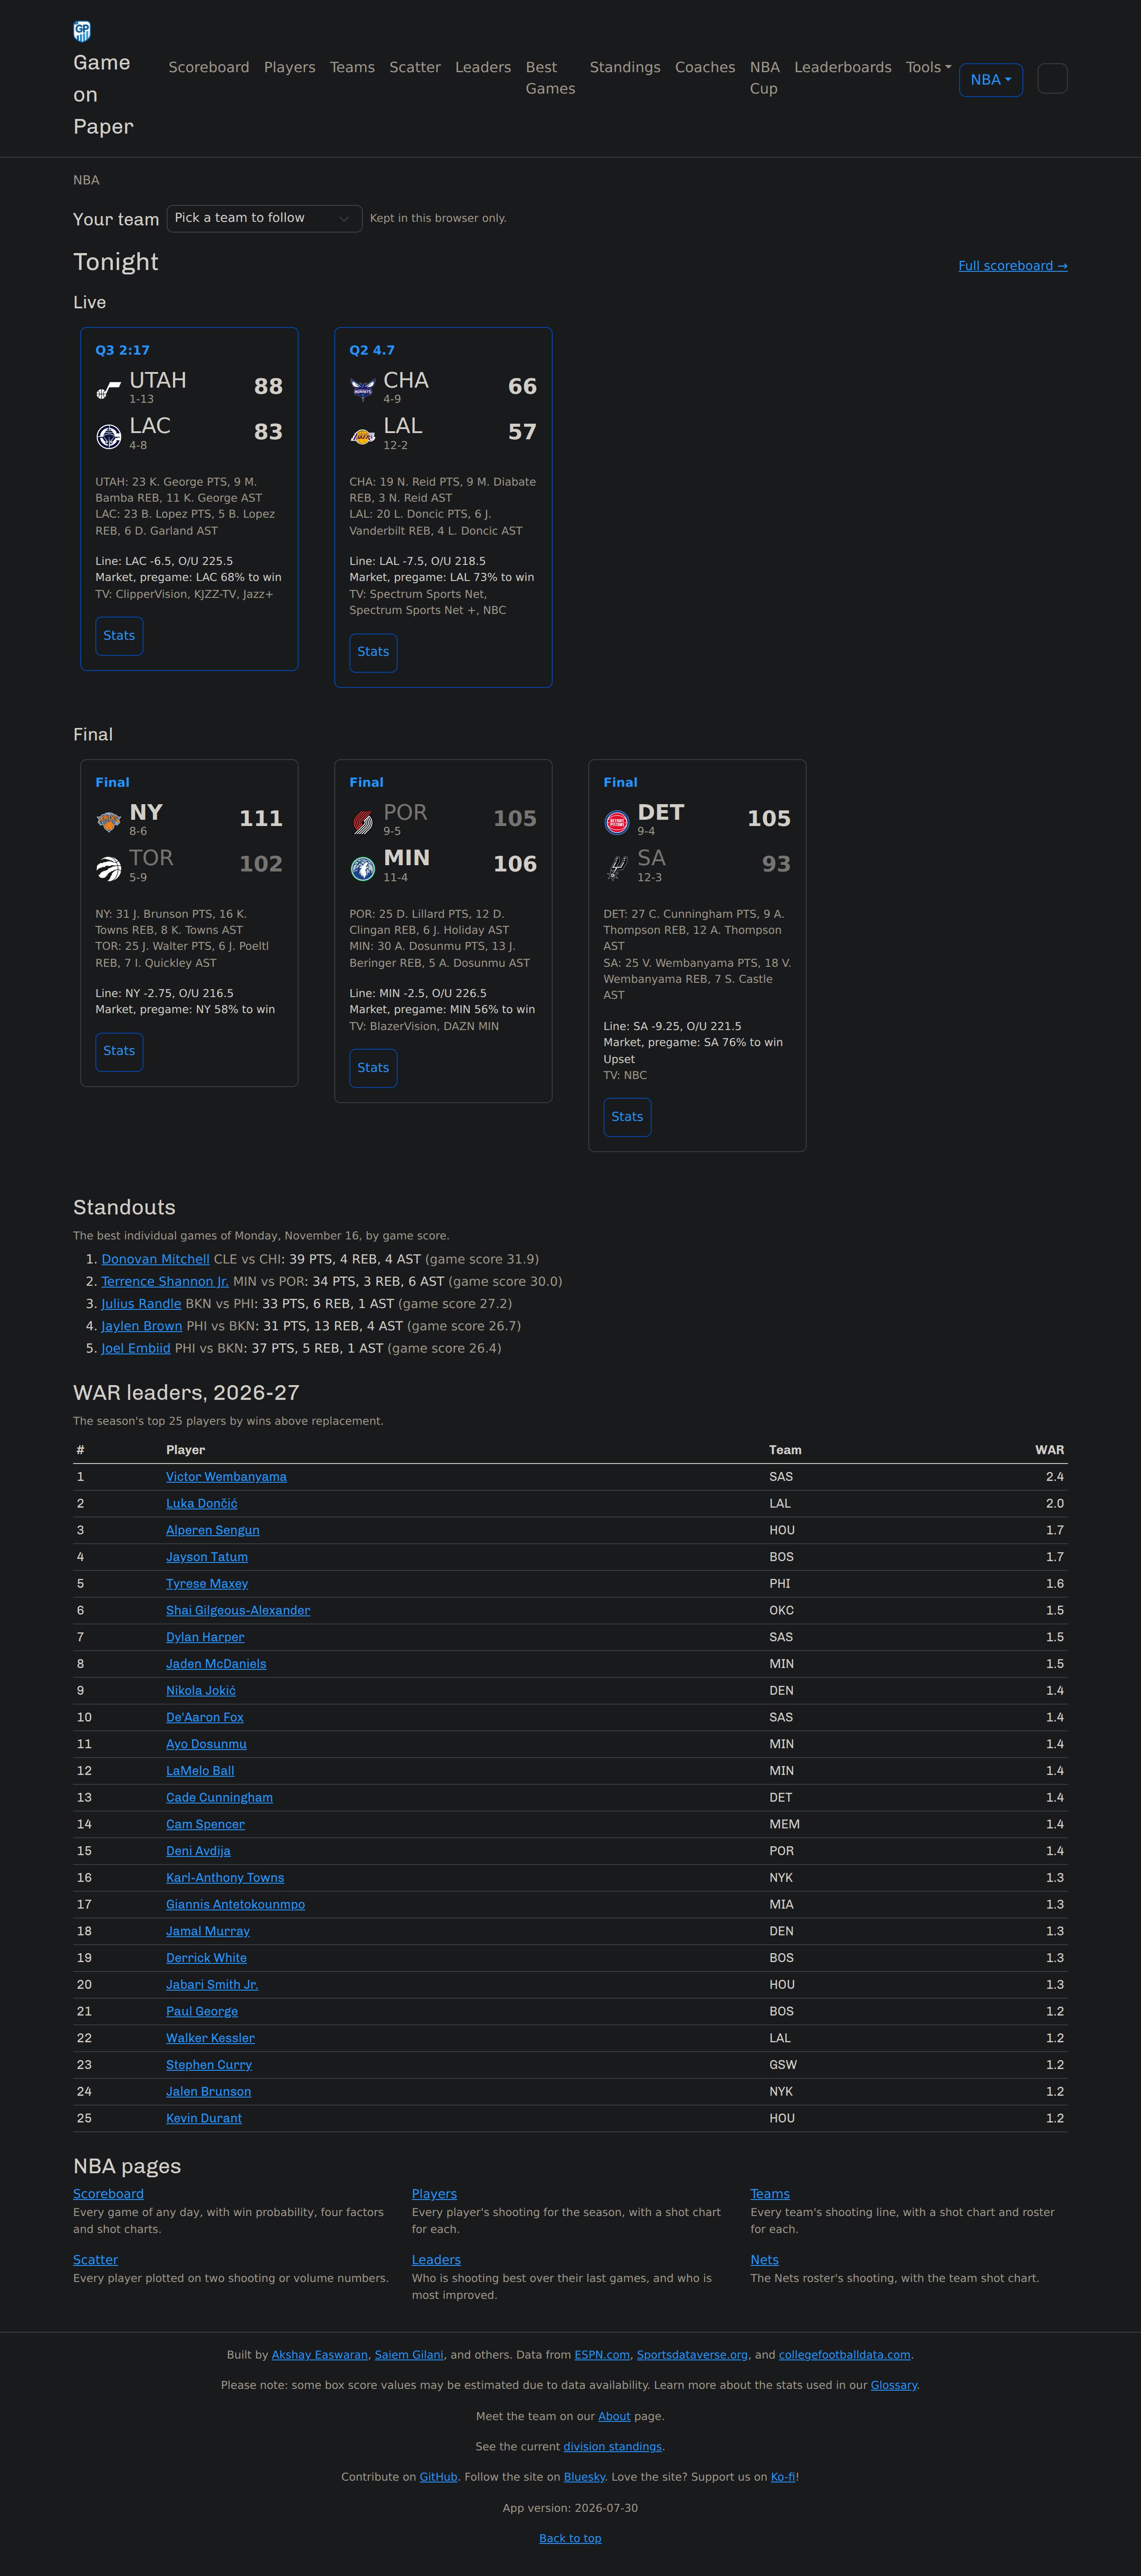 GP
Game
on
Paper
Scoreboard Players Teams Scatter Leaders Best Games Standings Coaches NBA Cup Leaderboards Tools NBA
NBA
Your team Pick a team to follow Kept in this browser only.
Tonight Full scoreboard →
Live
Q3 2:17
UTAH 88
1-13
LAC 83
4-8
UTAH: 23 K. George PTS, 9 M.
Bamba REB, 11 K. George AST
LAC: 23 B. Lopez PTS, 5 B. Lopez
REB, 6 D. Garland AST
Line: LAC -6.5, O/U 225.5
Market, pregame: LAC 68% to win
TV: ClipperVision, KJZZ-TV, Jazz+
Stats
Q2 4.7
CHA 66
4-9
LAL 57
12-2
CHA: 19 N. Reid PTS, 9 M. Diabate
REB, 3 N. Reid AST
LAL: 20 L. Doncic PTS, 6 J.
Vanderbilt REB, 4 L. Doncic AST
Line: LAL -7.5, O/U 218.5
Market, pregame: LAL 73% to win
TV: Spectrum Sports Net,
Spectrum Sports Net +, NBC
Stats
Final
Final
NY 111
8-6
TOR 102
5-9
NY: 31 J. Brunson PTS, 16 K.
Towns REB, 8 K. Towns AST
TOR: 25 J. Walter PTS, 6 J. Poeltl
REB, 7 I. Quickley AST
Line: NY -2.75, O/U 216.5
Market, pregame: NY 58% to win
Stats
Final
POR 105
9-5
MIN 106
11-4
POR: 25 D. Lillard PTS, 12 D.
Clingan REB, 6 J. Holiday AST
MIN: 30 A. Dosunmu PTS, 13 J.
Beringer REB, 5 A. Dosunmu AST
Line: MIN -2.5, O/U 226.5
Market, pregame: MIN 56% to win
TV: BlazerVision, DAZN MIN
Stats
Final
DET 105
9-4
SA 93
12-3
DET: 27 C. Cunningham PTS, 9 A.
Thompson REB, 12 A. Thompson
AST
SA: 25 V. Wembanyama PTS, 18 V.
Wembanyama REB, 7 S. Castle
AST
Line: SA -9.25, O/U 221.5
Market, pregame: SA 76% to win
Upset
TV: NBC
Stats
Standouts
The best individual games of Monday, November 16, by game score.
1. Donovan Mitchell CLE vs CHI: 39 PTS, 4 REB, 4 AST (game score 31.9)
2. Terrence Shannon Jr. MIN vs POR: 34 PTS, 3 REB, 6 AST (game score 30.0)
3. Julius Randle BKN vs PHI: 33 PTS, 6 REB, 1 AST (game score 27.2)
4. Jaylen Brown PHI vs BKN: 31 PTS, 13 REB, 4 AST (game score 26.7)
5. Joel Embiid PHI vs BKN: 37 PTS, 5 REB, 1 AST (game score 26.4)
WAR leaders, 2026-27
The season's top 25 players by wins above replacement.
# Player Team WAR
1 Victor Wembanyama SAS 2.4
2 Luka Dončić LAL 2.0
3 Alperen Sengun HOU 1.7
4 Jayson Tatum BOS 1.7
5 Tyrese Maxey PHI 1.6
6 Shai Gilgeous-Alexander OKC 1.5
7 Dylan Harper SAS 1.5
8 Jaden McDaniels MIN 1.5
9 Nikola Jokić DEN 1.4
10 De'Aaron Fox SAS 1.4
11 Ayo Dosunmu MIN 1.4
12 LaMelo Ball MIN 1.4
13 Cade Cunningham DET 1.4
14 Cam Spencer MEM 1.4
15 Deni Avdija POR 1.4
16 Karl-Anthony Towns NYK 1.3
17 Giannis Antetokounmpo MIA 1.3
18 Jamal Murray DEN 1.3
19 Derrick White BOS 1.3
20 Jabari Smith Jr. HOU 1.3
21 Paul George BOS 1.2
22 Walker Kessler LAL 1.2
23 Stephen Curry GSW 1.2
24 Jalen Brunson NYK 1.2
25 Kevin Durant HOU 1.2
NBA pages
Scoreboard
Every game of any day, with win probability, four factors
and shot charts.
Players
Every player's shooting for the season, with a shot chart
for each.
Teams
Every team's shooting line, with a shot chart and roster
for each.
Scatter
Every player plotted on two shooting or volume numbers.
Leaders
Who is shooting best over their last games, and who is
most improved.
Nets
The Nets roster's shooting, with the team shot chart.
Built by Akshay Easwaran, Saiem Gilani, and others. Data from ESPN.com, Sportsdataverse.org, and collegefootballdata.com.
Please note: some box score values may be estimated due to data availability. Learn more about the stats used in our Glossary.
Meet the team on our About page.
See the current division standings.
Contribute on GitHub. Follow the site on Bluesky. Love the site? Support us on Ko-fi!
App version: 2026-07-30
Back to top